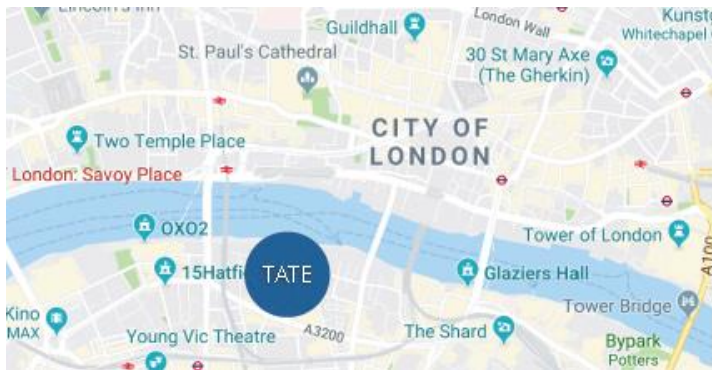 Lincoln's Inn
Guildhall
London Wall
Kunstg
Whitechapel
St. Paul's Cathedral
30 St Mary Axe
(The Gherkin)
CITY OF
LONDON
Two Temple Place
London: Savoy Place
OXO2
Tower of London
A100
15Hatfi
TATE
Glaziers Hall
Tower Bridge
Kino
MAX
Young Vic Theatre
A3200
The Shard
Bypark
Potters